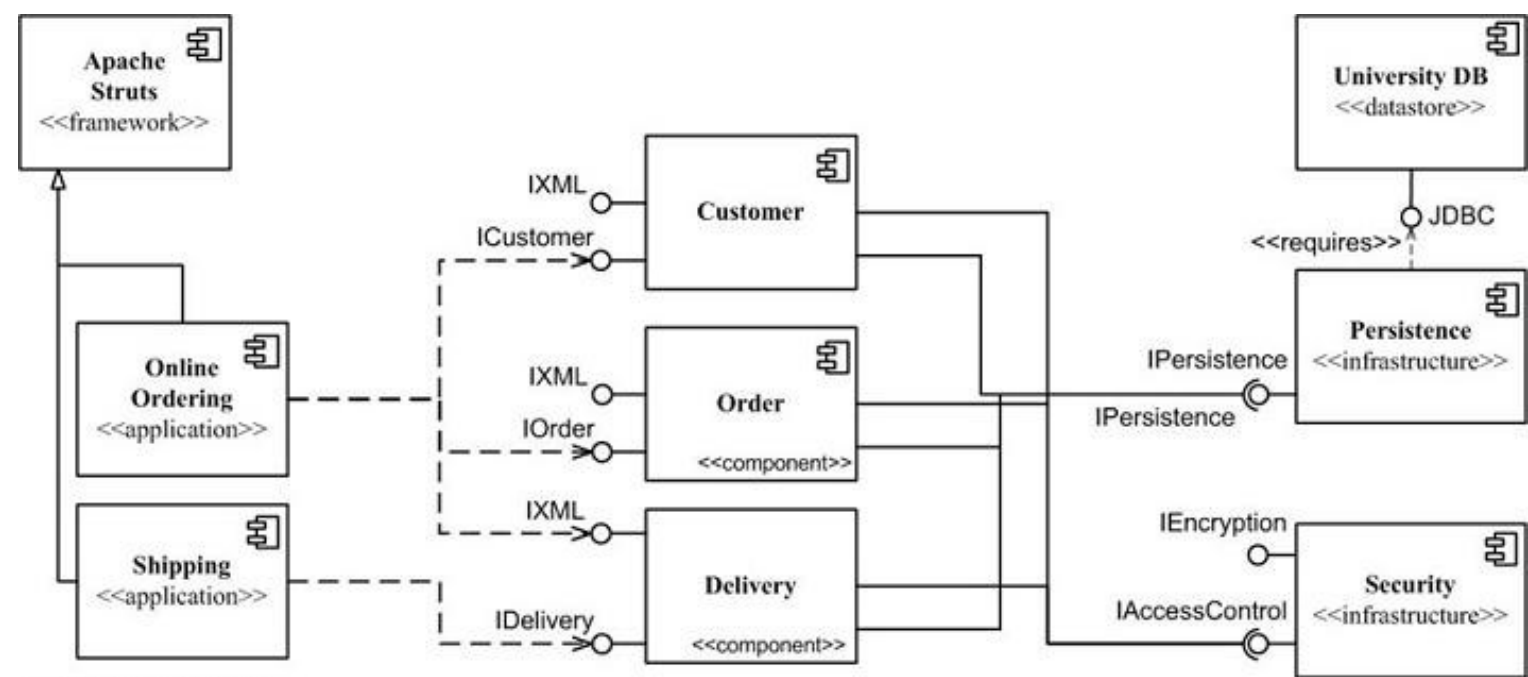 Apache
Struts
<<framework>>
Online
Ordering
<<application>>
Shipping
<<application>>
IXML
ICustomer
Customer
IXML
IOrder
Order
<<component>>
IXML
IDelivery
Delivery
<<component>>
University DB
<<datastore>>
JDBC
<<requires>>
Persistence
<<infrastructure>>
IPersistence
IPersistence
IEncryption
IAccessControl
Security
<<infrastructure>>